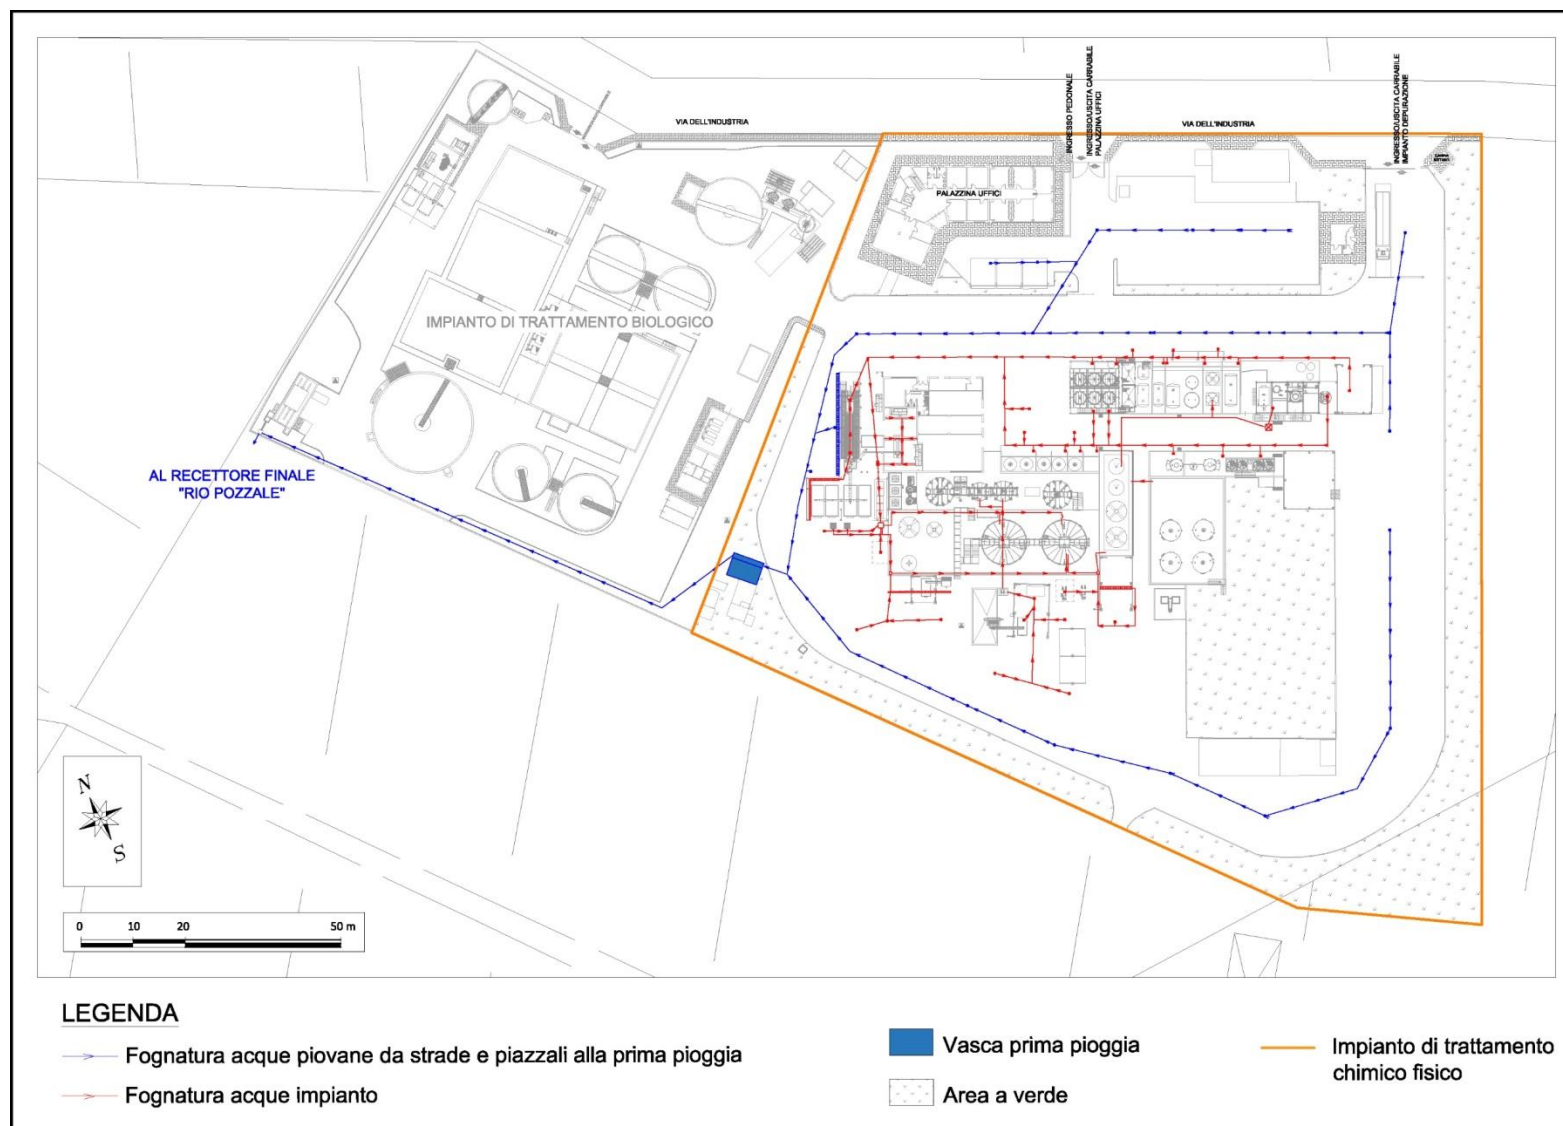 VIA DELL'INDUSTRIA
VIA DELL'INDUSTRIA
INGRESSO PEDONALE
INGRESSO/USCITA CARRABILE
PALAZZINA UFFICI
INGRESSO/USCITA CARRABILE
IMPIANTO DEPURAZIONE
PALAZZINA UFFICI
IMPIANTO DI TRATTAMENTO BIOLOGICO
AL RECETTORE FINALE
"RIO POZZALE"
N
S
0 10 20 50 m
LEGENDA
Fognatura acque piovane da strade e piazzali alla prima pioggia
Fognatura acque impianto
Vasca prima pioggia
Area a verde
Impianto di trattamento
chimico fisico